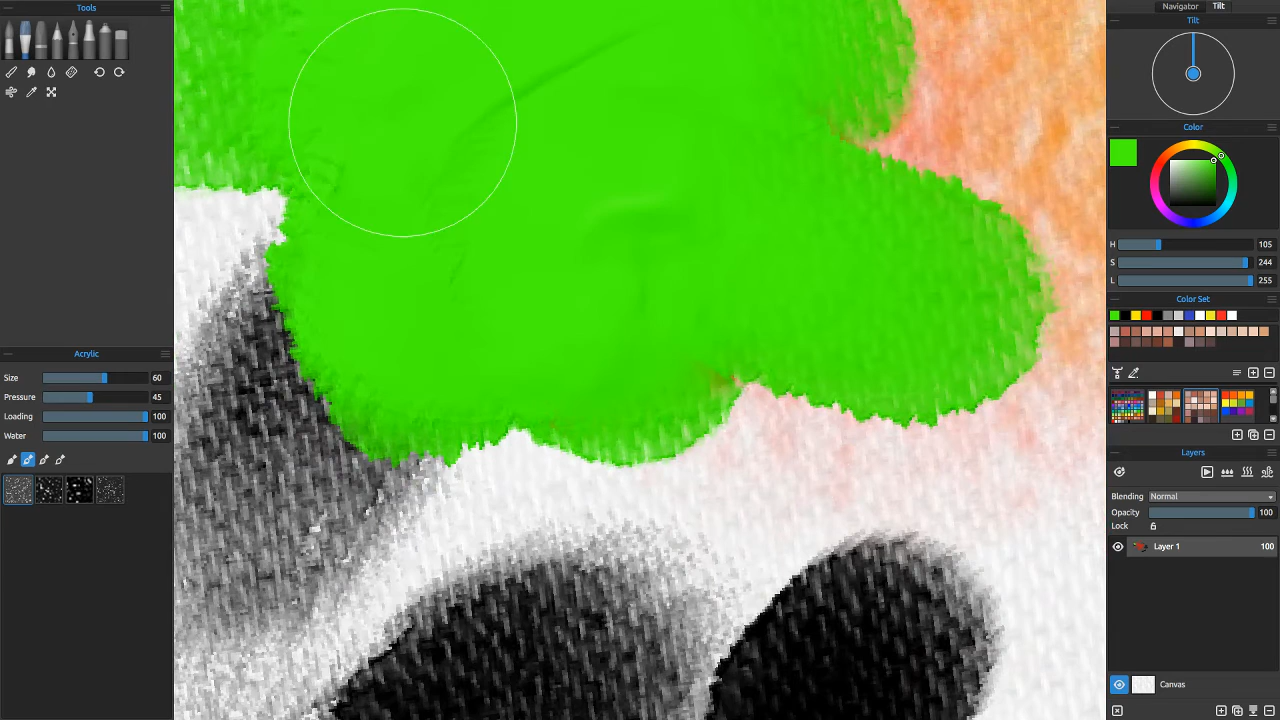 Tools
Acrylic
Size 60
Pressure 45
Loading 100
Water 100
Navigator Tilt
Tilt
Color
H 105
S 244
L 255
Color Set
Layers
Blending Normal
Opacity 100
Lock
Layer 1 100
Canvas